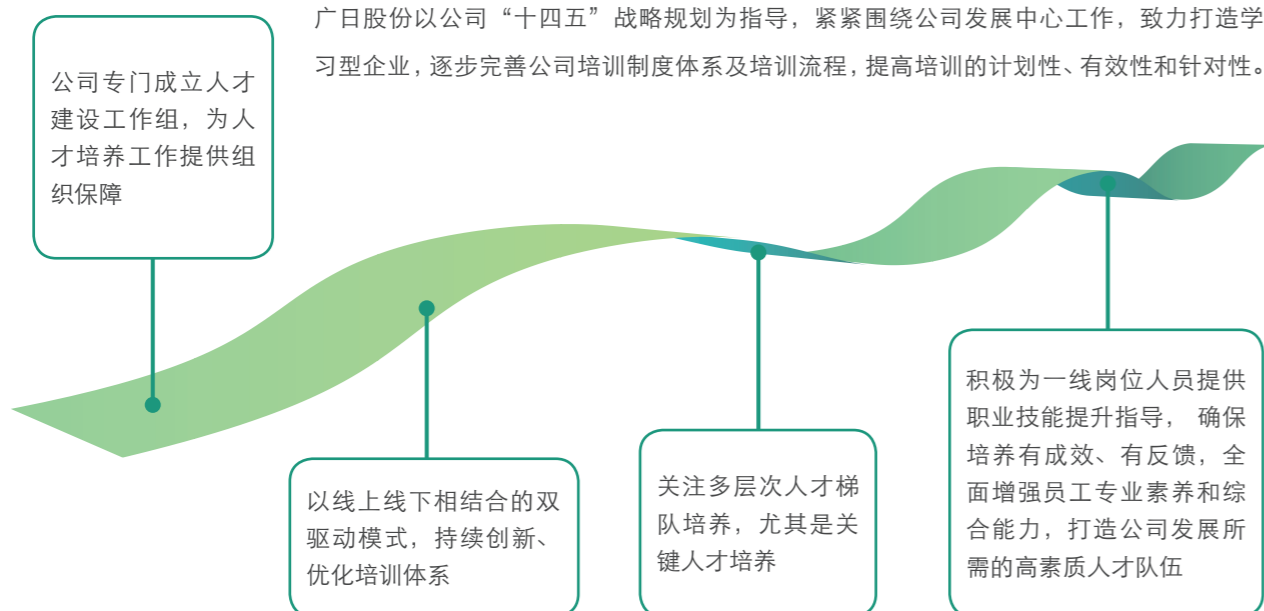 广日股份以公司“十四五”战略规划为指导，紧紧围绕公司发展中心工作，致力打造学
习型企业，逐步完善公司培训制度体系及培训流程，提高培训的计划性、有效性和针对性。
公司专门成立人才
建设工作组，为人
才培养工作提供组
织保障
以线上线下相结合的双
驱动模式，持续创新、
优化培训体系
关注多层次人才梯
队培养，尤其是关
键人才培养
积极为一线岗位人员提供
职业技能提升指导， 确保
培养有成效、有反馈，全
面增强员工专业素养和综
合能力，打造公司发展所
需的高素质人才队伍